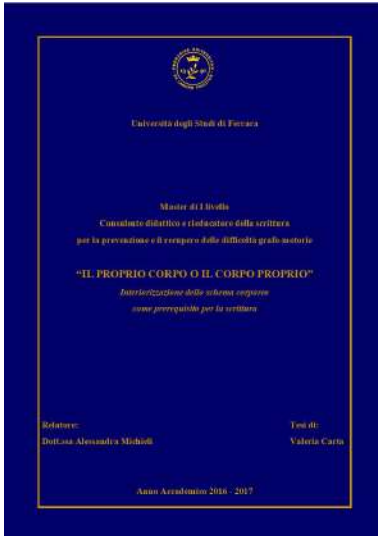 Università degli Studi di Ferrara
Master di I livello
Consulente didattico e rieducatore della scrittura
per la prevenzione e il recupero delle difficoltà grafo-motorie
“IL PROPRIO CORPO O IL CORPO PROPRIO”
Interiorizzazione dello schema corporeo
come prerequisito per la scrittura
Relatore:
Tesi di:
Dott.ssa Alessandra Michieli
Valeria Carta
Anno Accademico 2016 - 2017